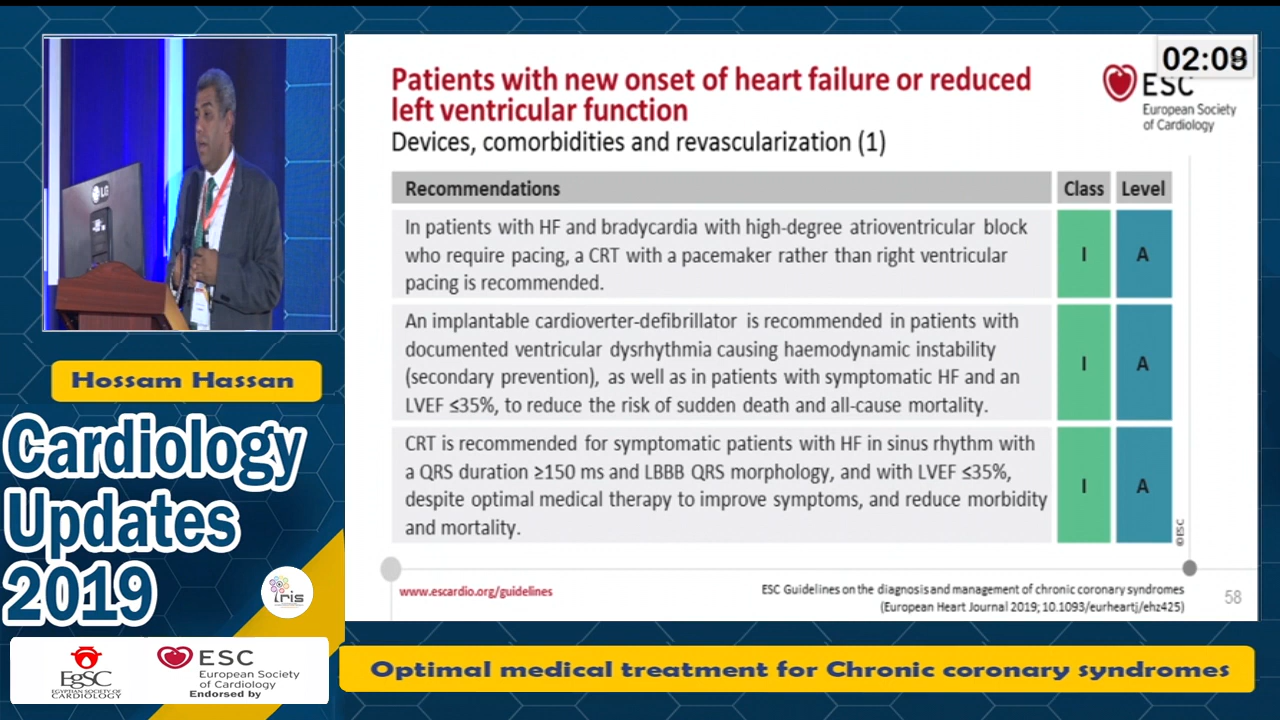 02:08
Patients with new onset of heart failure or reduced
left ventricular function
Devices, comorbidities and revascularization (1)
ESC
European Society
of Cardiology
Recommendations Class Level
In patients with HF and bradycardia with high-degree atrioventricular block
who require pacing, a CRT with a pacemaker rather than right ventricular
pacing is recommended.
I A
An implantable cardioverter-defibrillator is recommended in patients with
documented ventricular dysrhythmia causing haemodynamic instability
(secondary prevention), as well as in patients with symptomatic HF and an
LVEF ≤35%, to reduce the risk of sudden death and all-cause mortality.
I A
CRT is recommended for symptomatic patients with HF in sinus rhythm with
a QRS duration ≥150 ms and LBBB QRS morphology, and with LVEF ≤35%,
despite optimal medical therapy to improve symptoms, and reduce morbidity
and mortality.
I A
©ESC
www.escardio.org/guidelines
ESC Guidelines on the diagnosis and management of chronic coronary syndromes
(European Heart Journal 2019; 10.1093/eurheartj/ehz425)
58
LG
Hossam Hassan
Cardiology
Updates
2019
iris
EgSC
EGYPTIAN SOCIETY OF
CARDIOLOGY
ESC
European Society
of Cardiology
Endorsed by
Optimal medical treatment for Chronic coronary syndromes